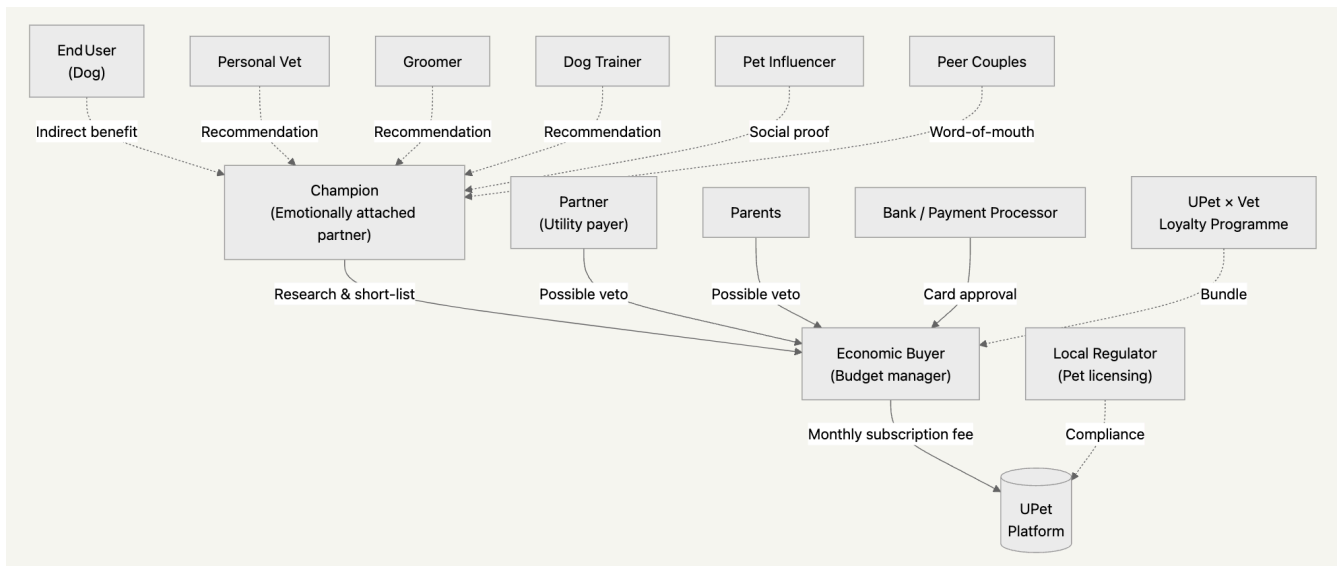 End User
(Dog)
Personal Vet
Groomer
Dog Trainer
Pet Influencer
Peer Couples
Indirect benefit
Recommendation
Recommendation
Recommendation
Social proof
Word-of-mouth
Champion
(Emotionally attached
partner)
Partner
(Utility payer)
Parents
Bank / Payment Processor
UPet × Vet
Loyalty Programme
Research & short-list
Possible veto
Possible veto
Card approval
Bundle
Economic Buyer
(Budget manager)
Local Regulator
(Pet licensing)
Monthly subscription fee
Compliance
UPet
Platform